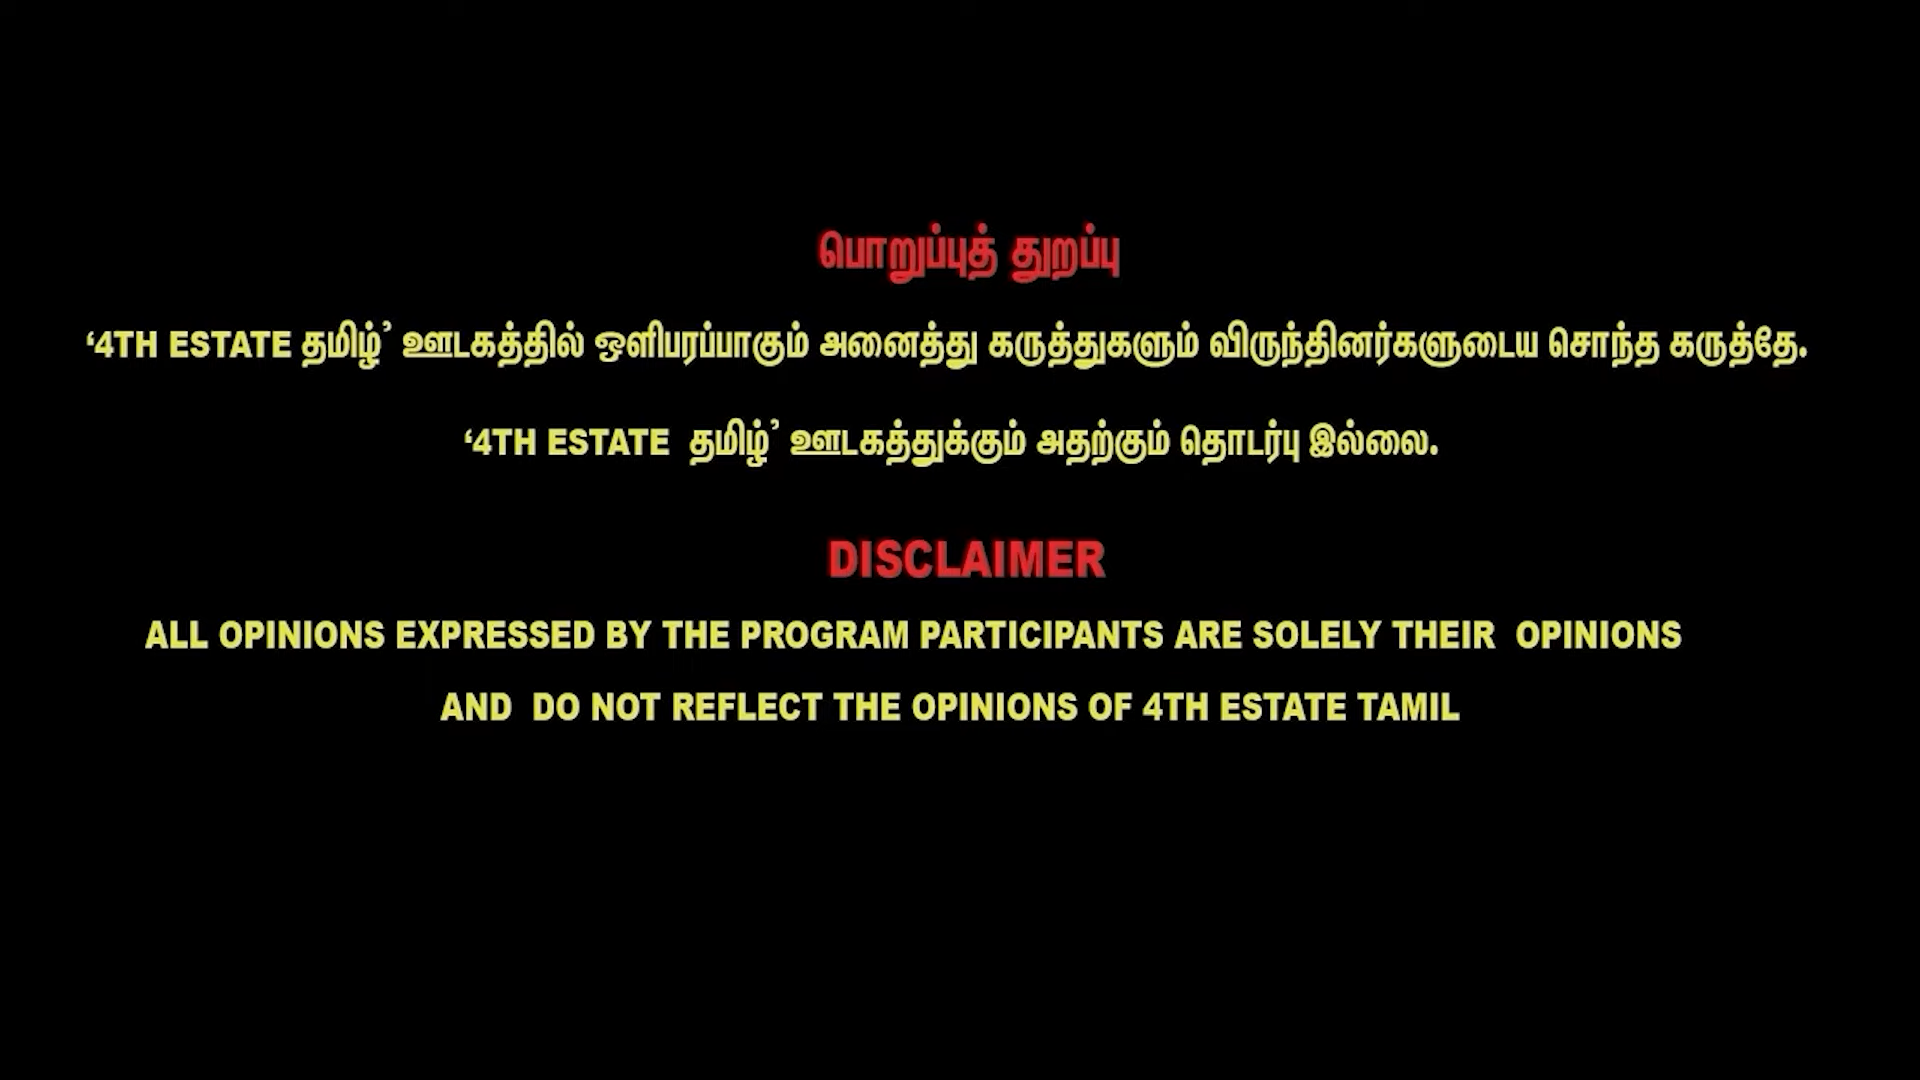 பொறுப்புத் துறப்பு
‘4TH ESTATE தமிழ்’ ஊடகத்தில் ஒளிபரப்பாகும் அனைத்து கருத்துகளும் விருந்தினர்களுடைய சொந்த கருத்தே.
‘4TH ESTATE தமிழ்’ ஊடகத்துக்கும் அதற்கும் தொடர்பு இல்லை.
DISCLAIMER
ALL OPINIONS EXPRESSED BY THE PROGRAM PARTICIPANTS ARE SOLELY THEIR OPINIONS
AND DO NOT REFLECT THE OPINIONS OF 4TH ESTATE TAMIL